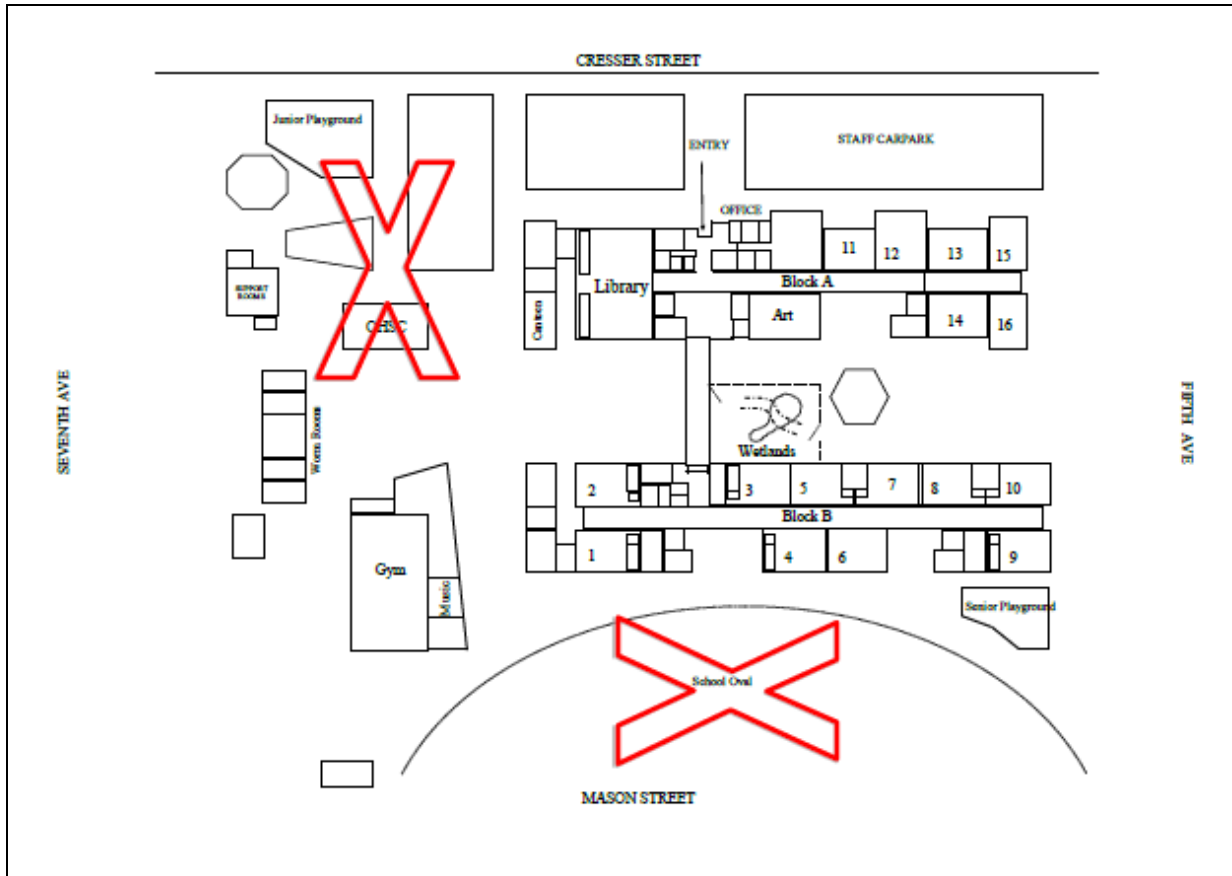 CRESSER STREET
Junior Playground
ENTRY
STAFF CARPARK
OFFICE
11
12
13
15
Library
Block A
SUPPORT
ROOMS
OHSC
Canteen
Art
14
16
SEVENTH AVE
FIFTH AVE
Worm Room
Wetlands
2
3
5
7
8
10
Block B
1
4
6
9
Gym
Music
Senior Playground
School Oval
MASON STREET